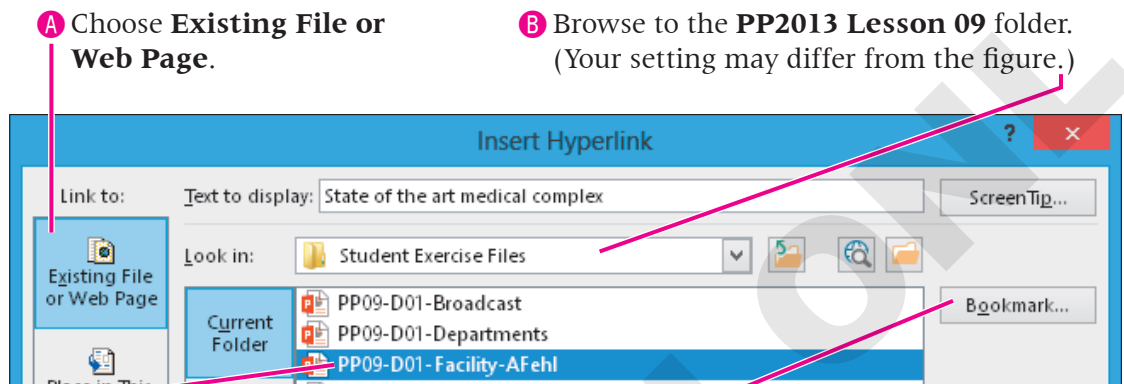 A Choose Existing File or
Web Page.
B Browse to the PP2013 Lesson 09 folder.
(Your setting may differ from the figure.)
Insert Hyperlink
?
Link to:
Text to display: State of the art medical complex
ScreenTip...
Look in: Student Exercise Files
Existing File
or Web Page
Current
Folder
PP09-D01-Broadcast
PP09-D01-Departments
PP09-D01-Facility-AFehl
Bookmark...
Place in This